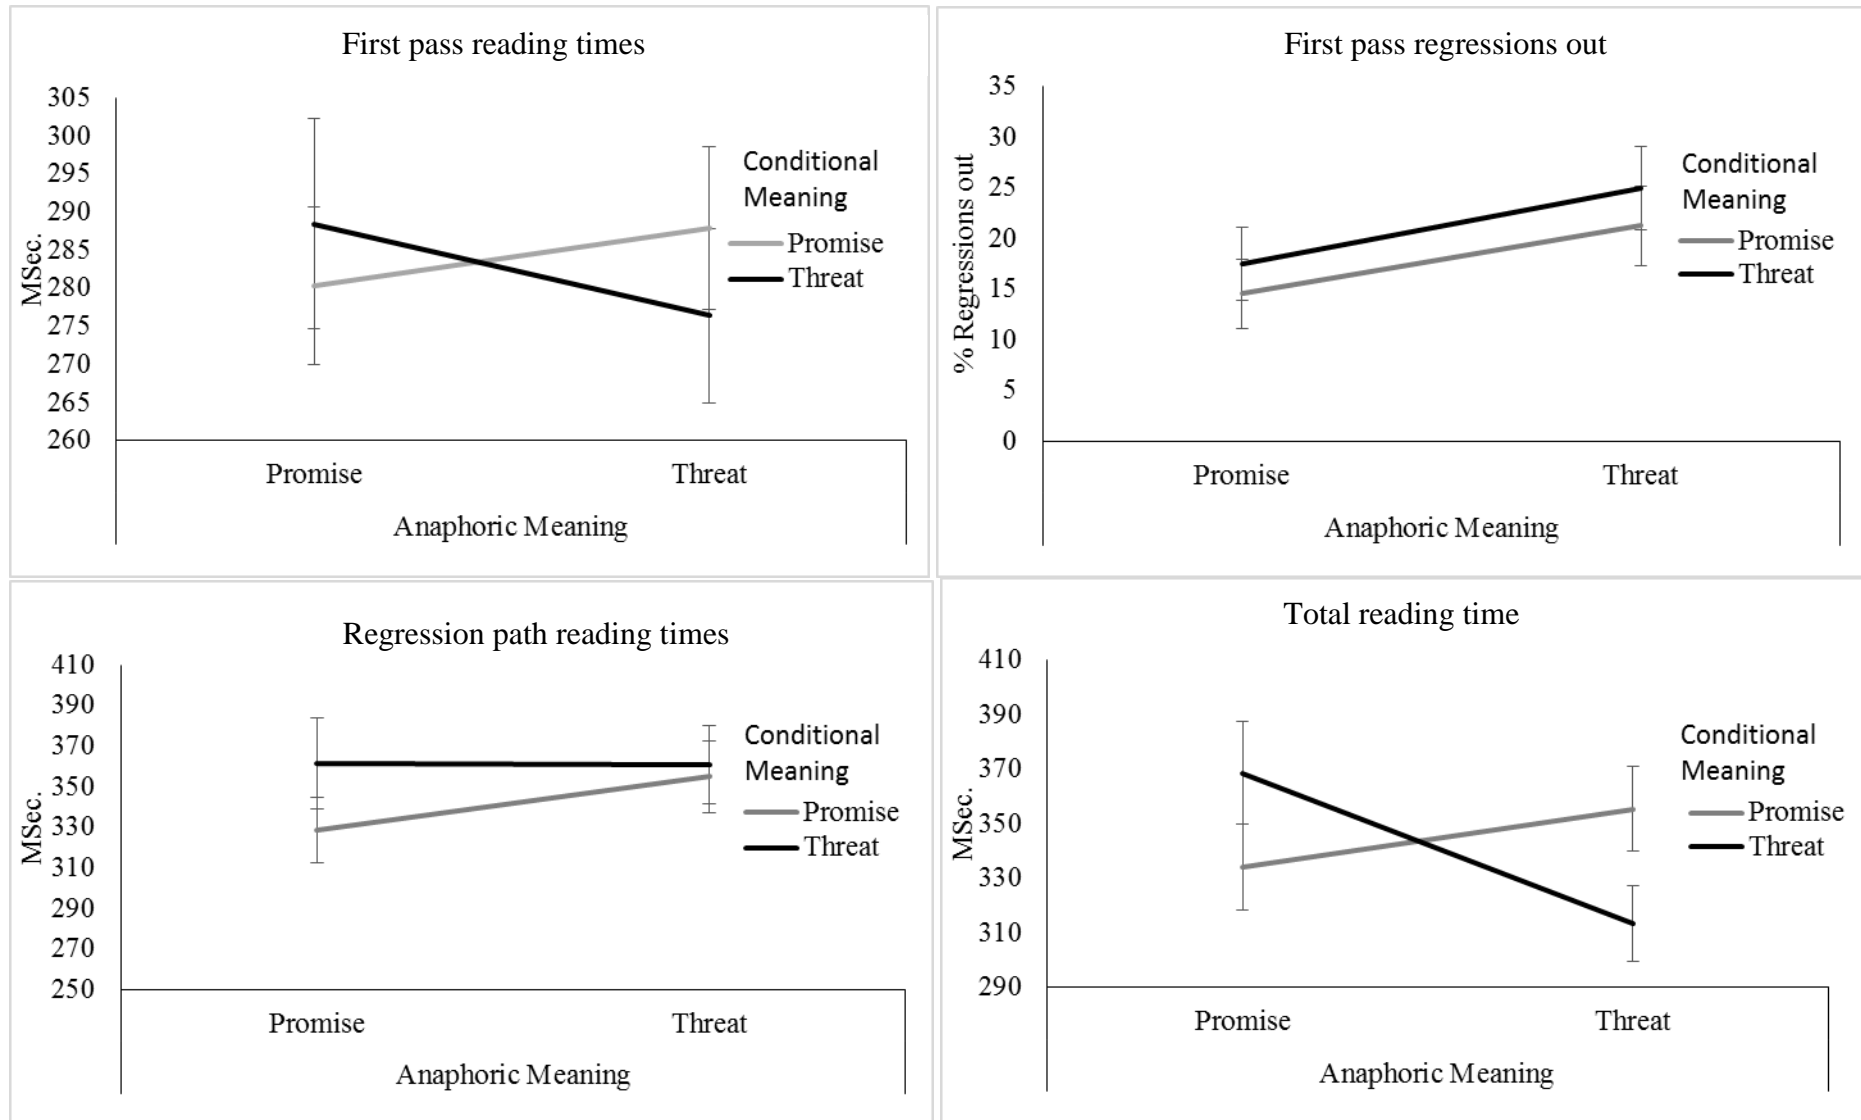 First pass reading times
305
300
295
290
285
280
275
270
265
260
MSec.
Conditional
Meaning
Promise
Threat
Promise
Threat
Anaphoric Meaning
First pass regressions out
35
30
25
20
15
10
5
0
% Regressions out
Conditional
Meaning
Promise
Threat
Promise
Threat
Anaphoric Meaning
Regression path reading times
410
390
370
350
330
310
290
270
250
MSec.
Conditional
Meaning
Promise
Threat
Promise
Threat
Anaphoric Meaning
Total reading time
410
390
370
350
330
310
290
MSec.
Conditional
Meaning
Promise
Threat
Promise
Threat
Anaphoric Meaning